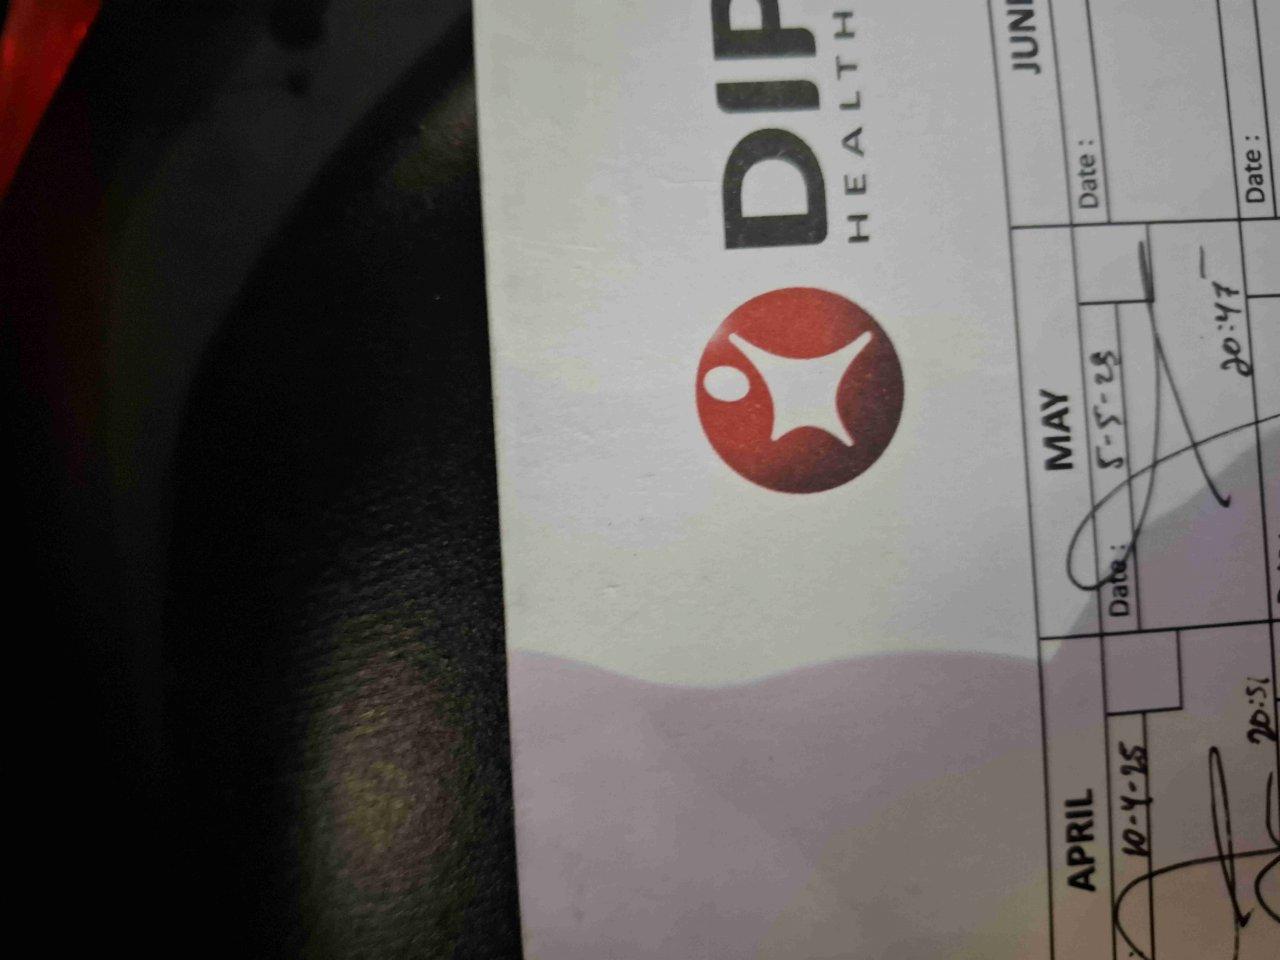 DIP
HEALTH
APRIL MAY JUN
10-4-25 Date: 5-5-25 Date:
20:51 20:47
Date: